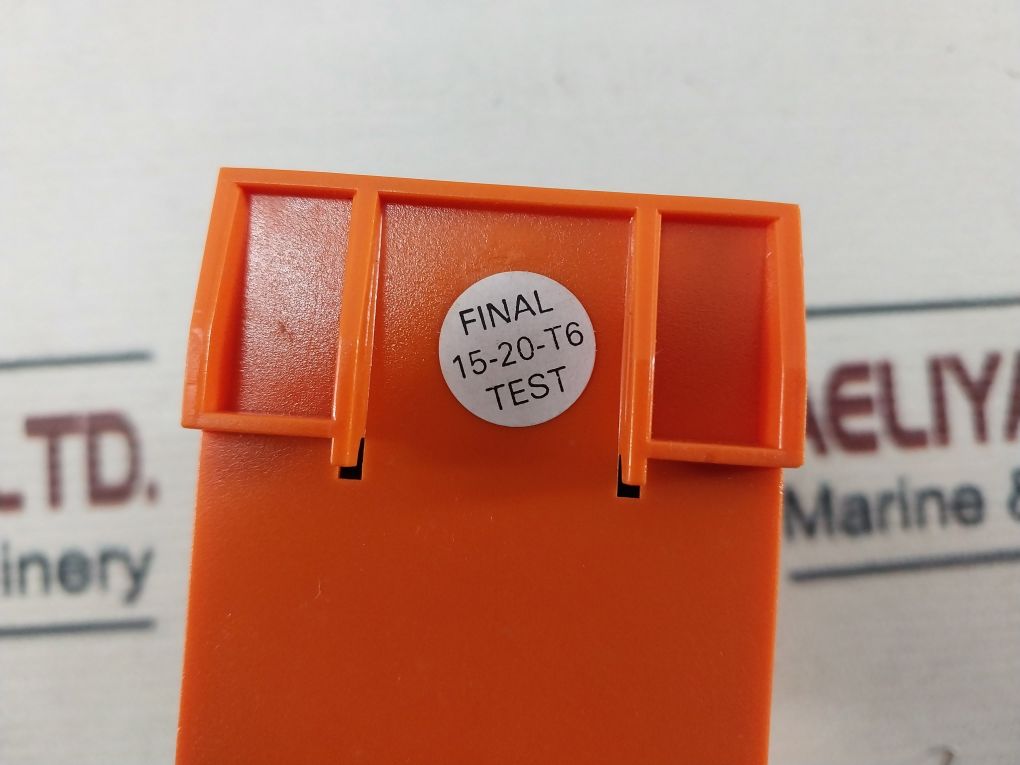 FINAL
15-20-T6
TEST
LTD.
inery
AELIYA
Marine &